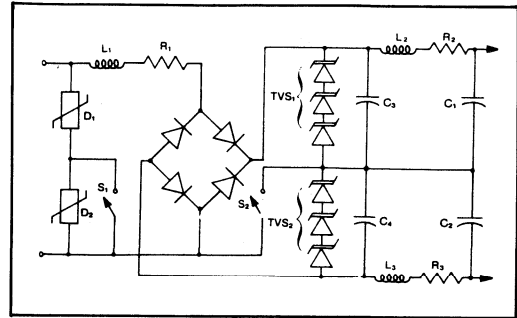 L₁ R₁ L₂ R₂
D₁ TVS₁ C₃ C₁
D₂ S₁ S₂ TVS₂ C₄ C₂
L₃ R₃